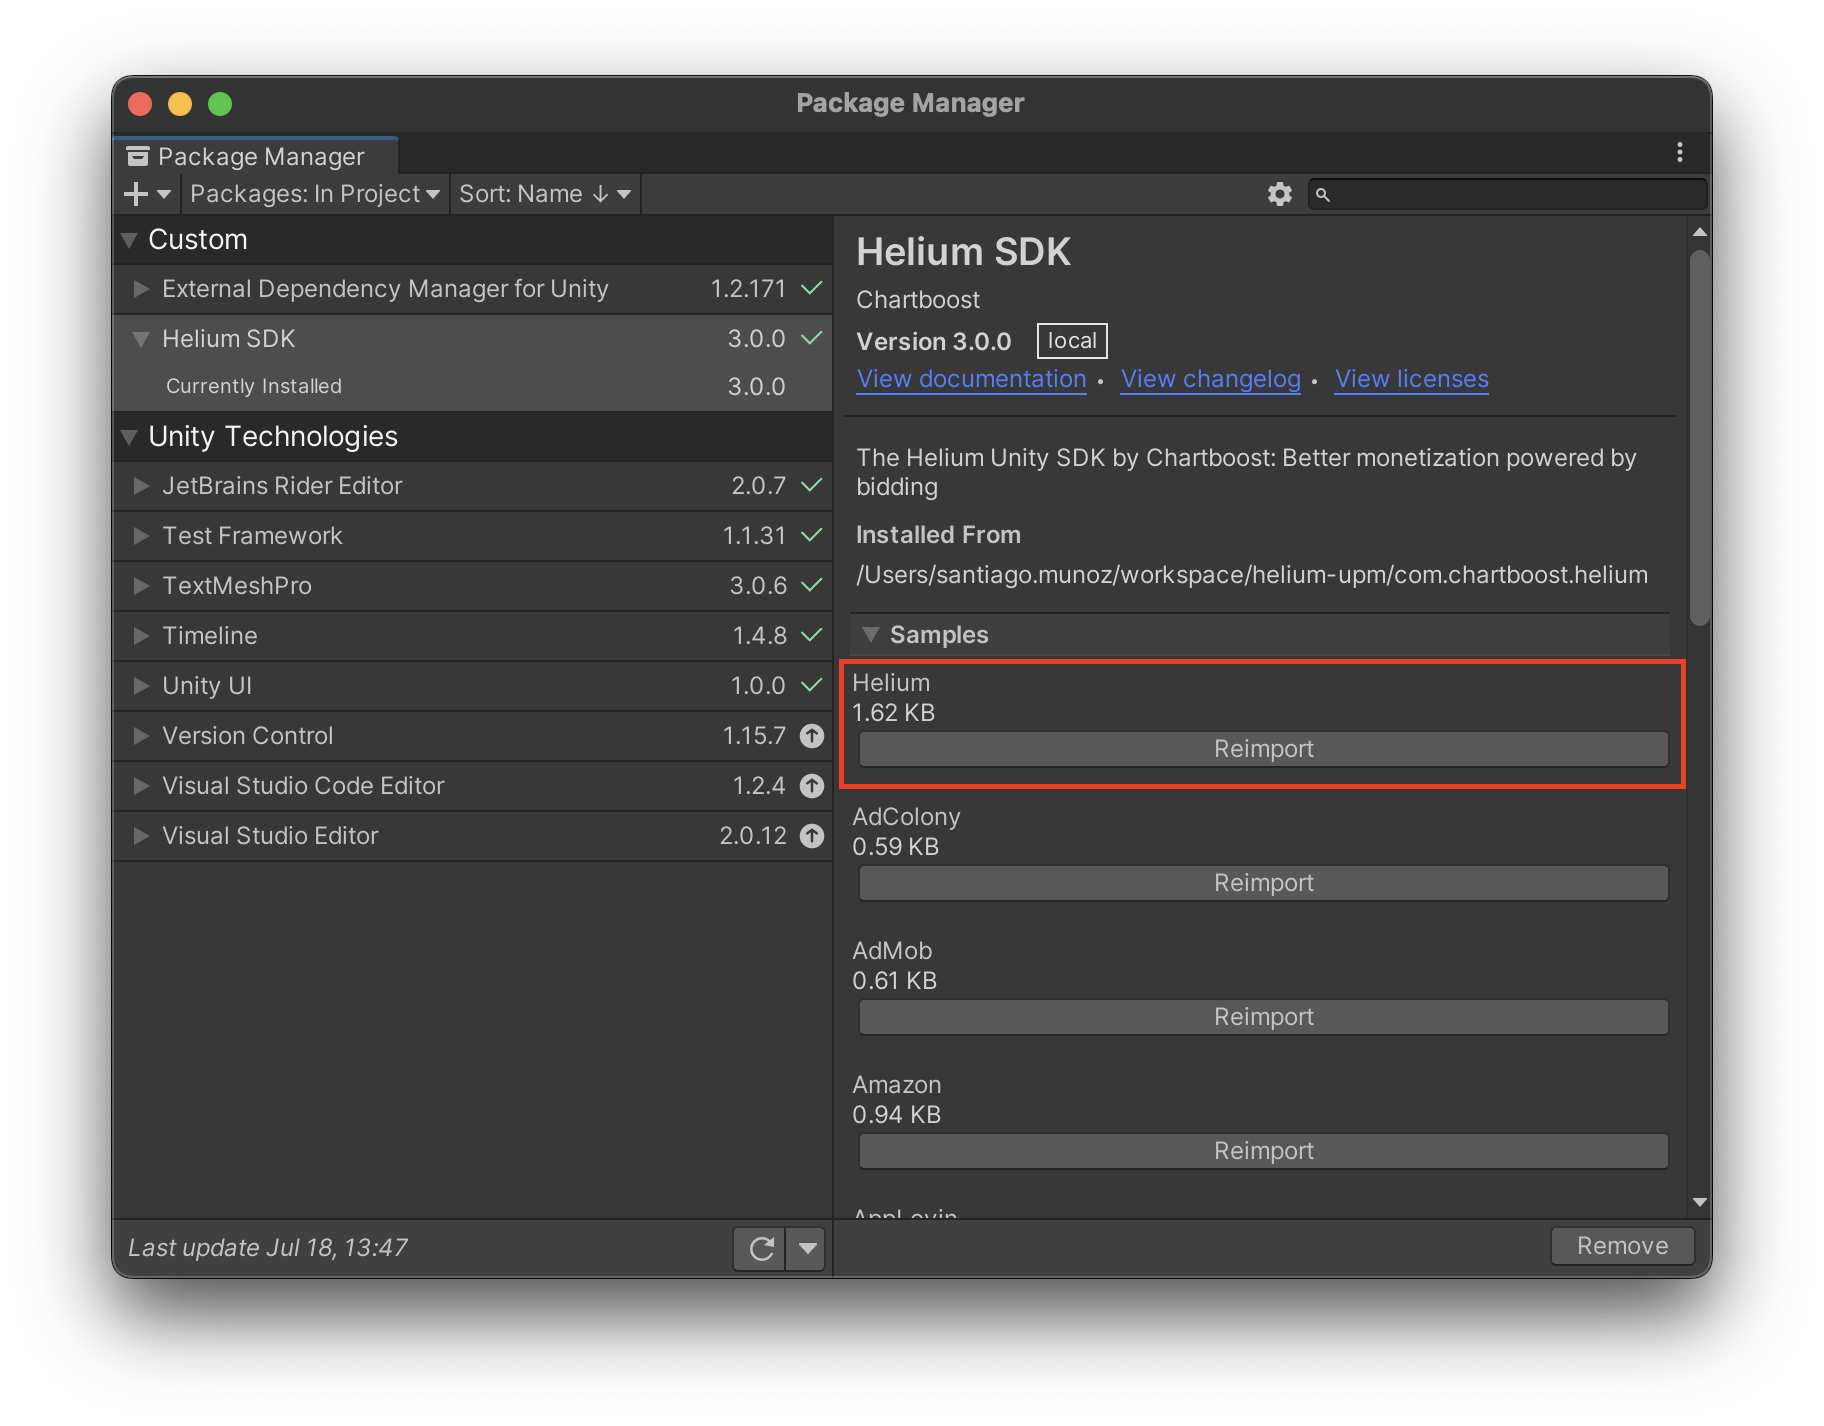 Package Manager
Package Manager
Packages: In Project
Sort: Name ↓
Custom
External Dependency Manager for Unity 1.2.171
Helium SDK 3.0.0
Currently Installed 3.0.0
Unity Technologies
JetBrains Rider Editor 2.0.7
Test Framework 1.1.31
TextMeshPro 3.0.6
Timeline 1.4.8
Unity UI 1.0.0
Version Control 1.15.7
Visual Studio Code Editor 1.2.4
Visual Studio Editor 2.0.12
Last update Jul 18, 13:47
Helium SDK
Chartboost
Version 3.0.0 local
View documentation • View changelog • View licenses
The Helium Unity SDK by Chartboost: Better monetization powered by
bidding
Installed From
/Users/santiago.munoz/workspace/helium-upm/com.chartboost.helium
Samples
Helium
1.62 KB
Reimport
AdColony
0.59 KB
Reimport
AdMob
0.61 KB
Reimport
Amazon
0.94 KB
Reimport
AppLovin
Remove